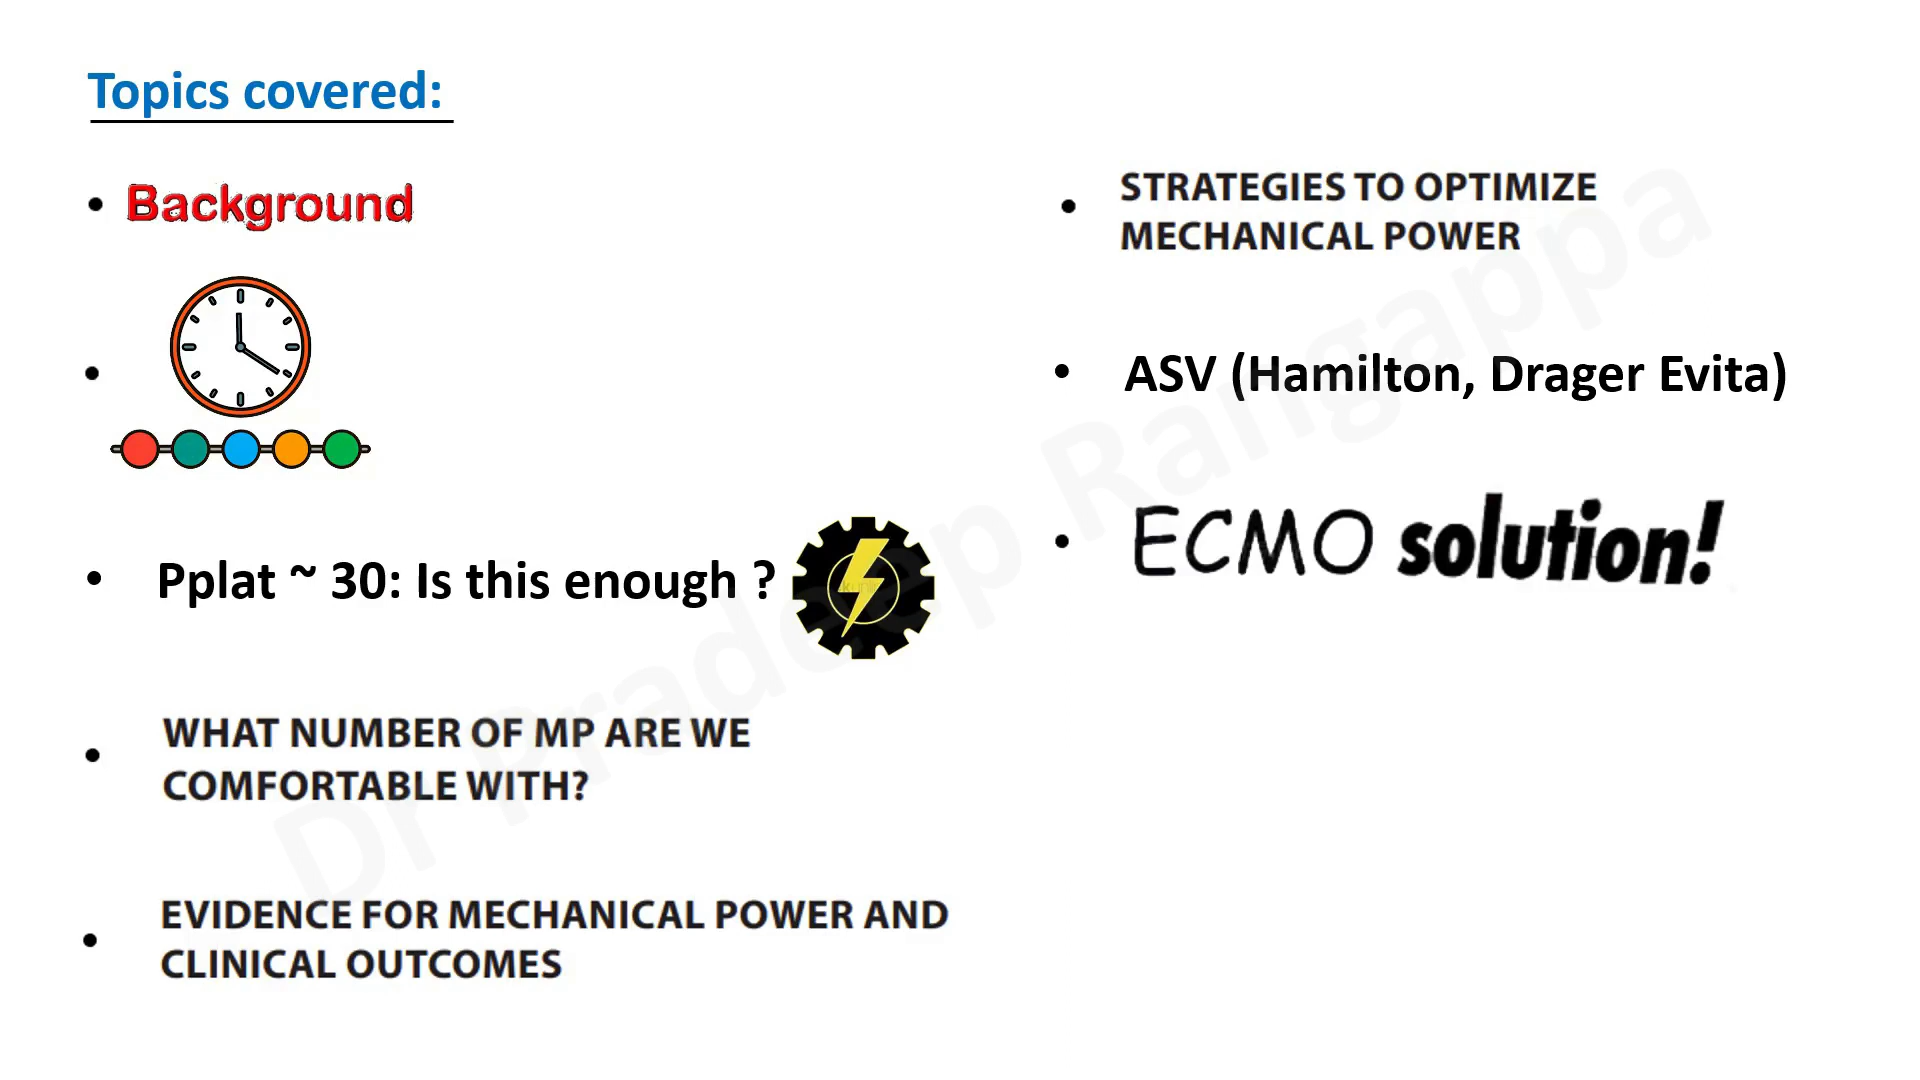 Topics covered:
• Background
•
• Pplat ~ 30: Is this enough ?
• WHAT NUMBER OF MP ARE WE
COMFORTABLE WITH?
• EVIDENCE FOR MECHANICAL POWER AND
CLINICAL OUTCOMES
• STRATEGIES TO OPTIMIZE
MECHANICAL POWER
• ASV (Hamilton, Drager Evita)
• ECMO solution!
Dr Pradeep Rangappa